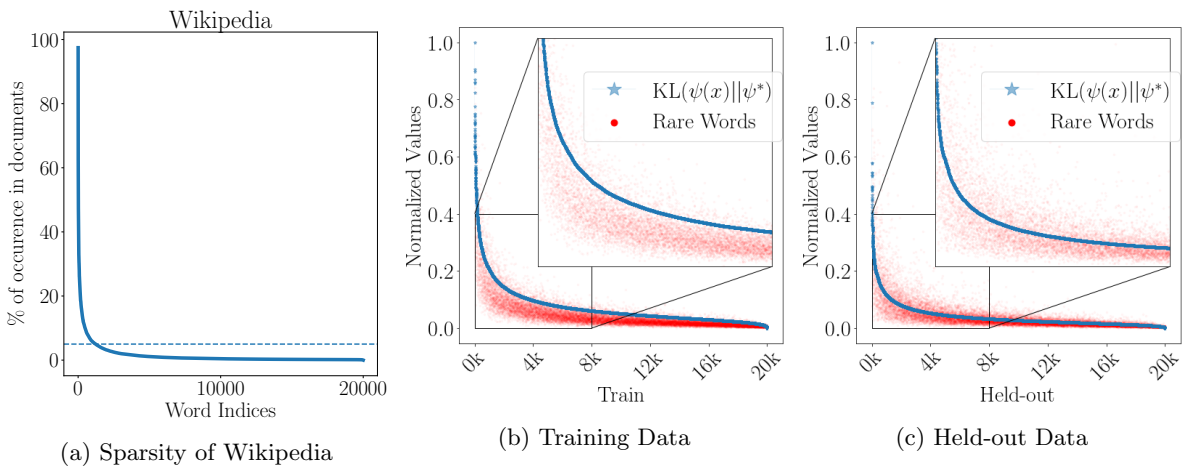 Wikipedia
% of occurence in documents
100
80
60
40
20
0
0
10000
20000
Word Indices
(a) Sparsity of Wikipedia
Normalized Values
1.0
0.8
0.6
0.4
0.2
0.0
KL(ψ(x)||ψ*)
Rare Words
0k
4k
8k
12k
16k
20k
Train
(b) Training Data
Normalized Values
1.0
0.8
0.6
0.4
0.2
0.0
KL(ψ(x)||ψ*)
Rare Words
0k
4k
8k
12k
16k
20k
Held-out
(c) Held-out Data